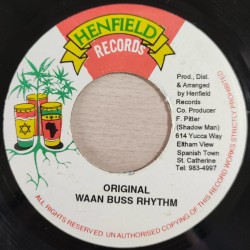 HENFIELD
RECORDS
Prod., Dist.
& Arranged
by Henfield
Records
Co. Producer
F. Pitter
(Shadow Man)
614 Yucca Way
Eltham View
Spanish Town
St. Catherine
Tel: 983-4997
ORIGINAL
WAAN BUSS RHYTHM
ALL RIGHTS RESERVED. UN AUTHORISED COPYING OF THIS RECORD WORKS STRICTLY PROHIBITED